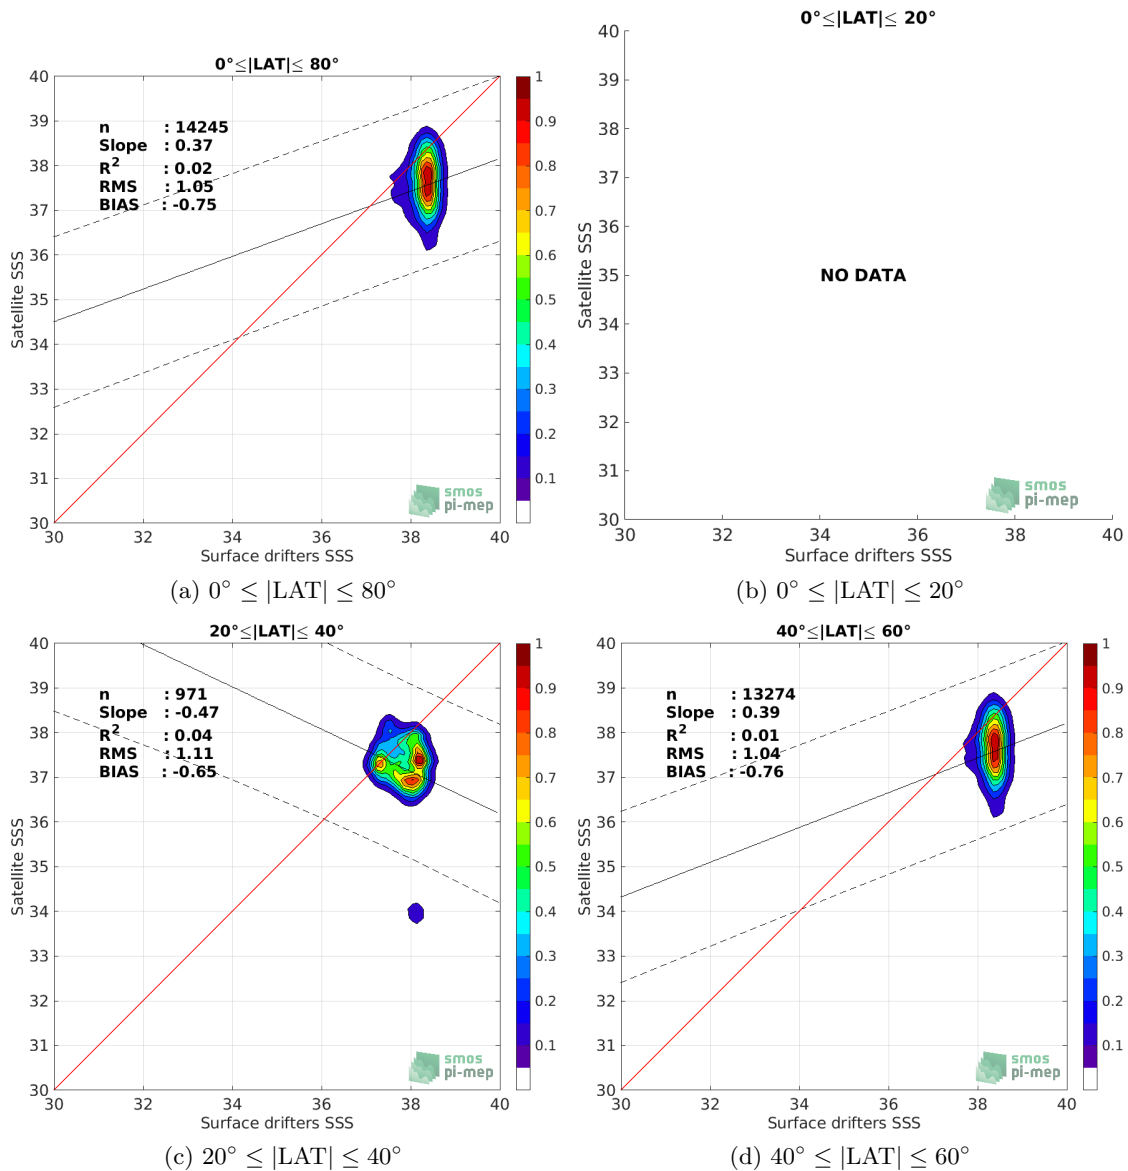 0°≤|LAT|≤ 80°
40
39
38
37
36
35
34
33
32
31
30
Satellite SSS
n : 14245
Slope : 0.37
R2 : 0.02
RMS : 1.05
BIAS : -0.75
smos
pi-mep
30 32 34 36 38 40
Surface drifters SSS
1
0.9
0.8
0.7
0.6
0.5
0.4
0.3
0.2
0.1
(a) 0° ≤ |LAT| ≤ 80°
0°≤|LAT|≤ 20°
40
39
38
37
36
35
34
33
32
31
30
Satellite SSS
NO DATA
smos
pi-mep
30 32 34 36 38 40
Surface drifters SSS
(b) 0° ≤ |LAT| ≤ 20°
20°≤|LAT|≤ 40°
40
39
38
37
36
35
34
33
32
31
30
Satellite SSS
n : 971
Slope : -0.47
R2 : 0.04
RMS : 1.11
BIAS : -0.65
smos
pi-mep
30 32 34 36 38 40
Surface drifters SSS
1
0.9
0.8
0.7
0.6
0.5
0.4
0.3
0.2
0.1
(c) 20° ≤ |LAT| ≤ 40°
40°≤|LAT|≤ 60°
40
39
38
37
36
35
34
33
32
31
30
Satellite SSS
n : 13274
Slope : 0.39
R2 : 0.01
RMS : 1.04
BIAS : -0.76
smos
pi-mep
30 32 34 36 38 40
Surface drifters SSS
1
0.9
0.8
0.7
0.6
0.5
0.4
0.3
0.2
0.1
(d) 40° ≤ |LAT| ≤ 60°